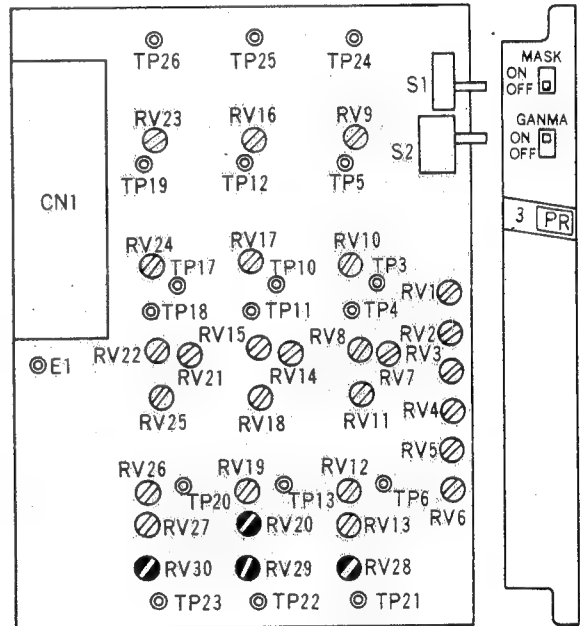 TP26 TP25 TP24
S1
MASK
ON
OFF
RV23 RV16 RV9
S2
GANMA
ON
OFF
TP19 TP12 TP5
CN1
3 PR
RV24 RV17 RV10
TP17 TP10 TP3
RV1
TP18 TP11 TP4
RV15 RV8 RV2
RV22 RV3
E1
RV21 RV14 RV7
RV25 RV18 RV11 RV4
RV5
RV26 RV19 RV12
TP20 TP13 TP6
RV6
RV27 RV20 RV13
RV30 RV29 RV28
TP23 TP22 TP21